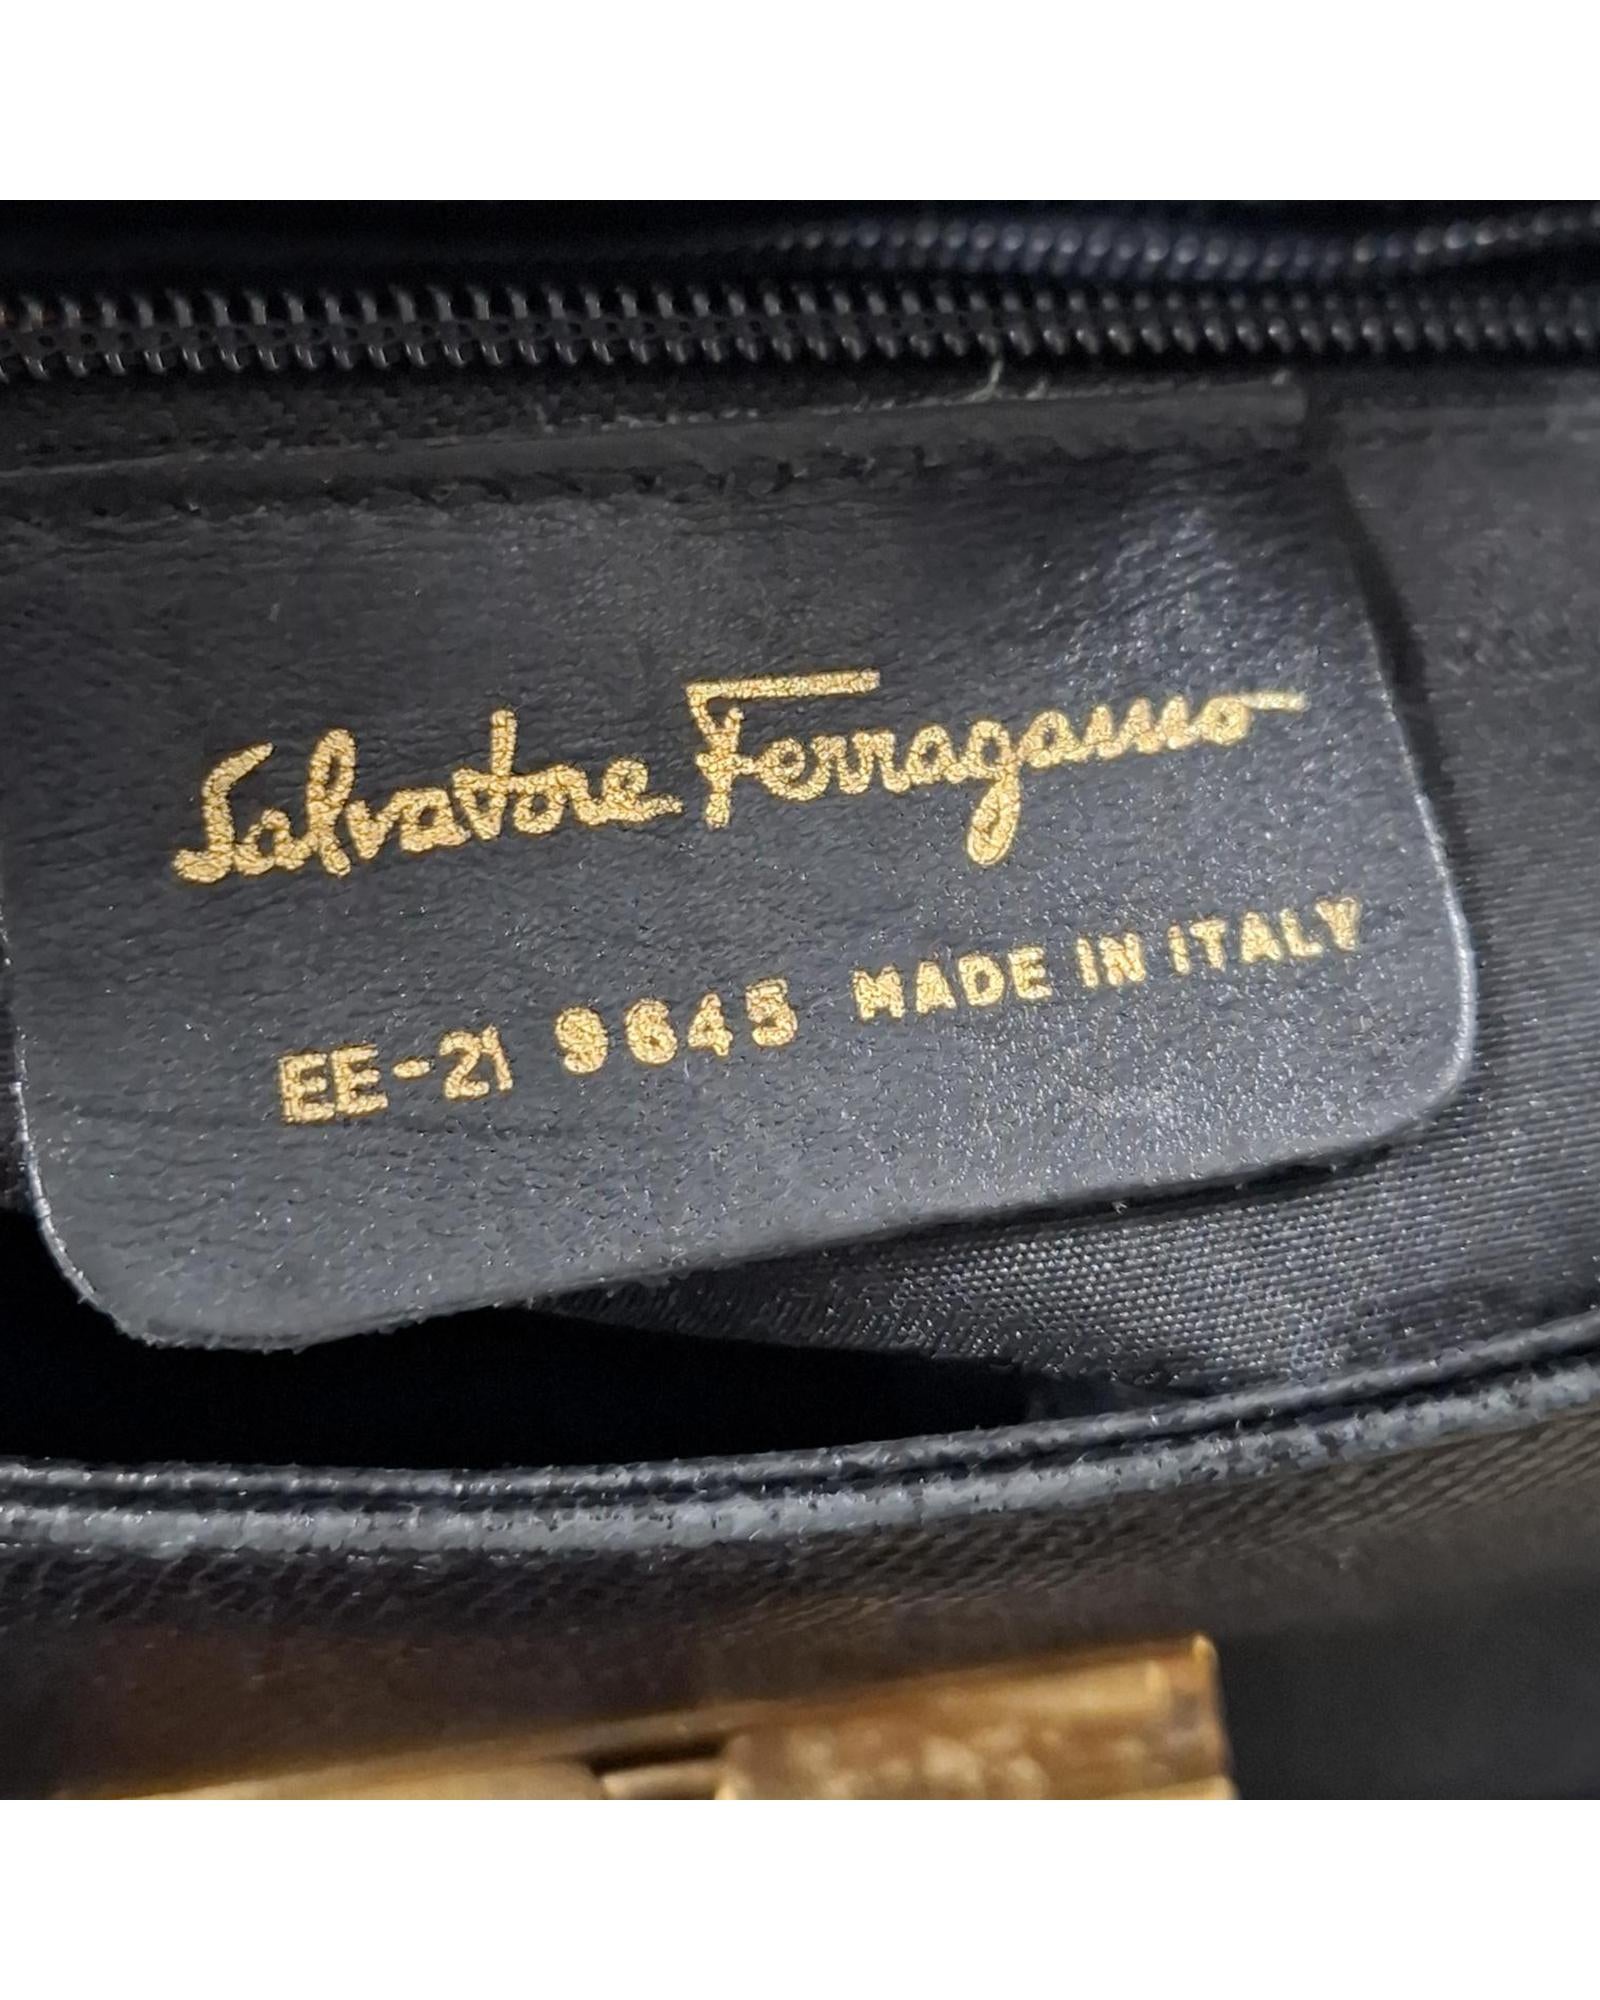 Salvatore Ferragamo
EE-21 9645 MADE IN ITALY